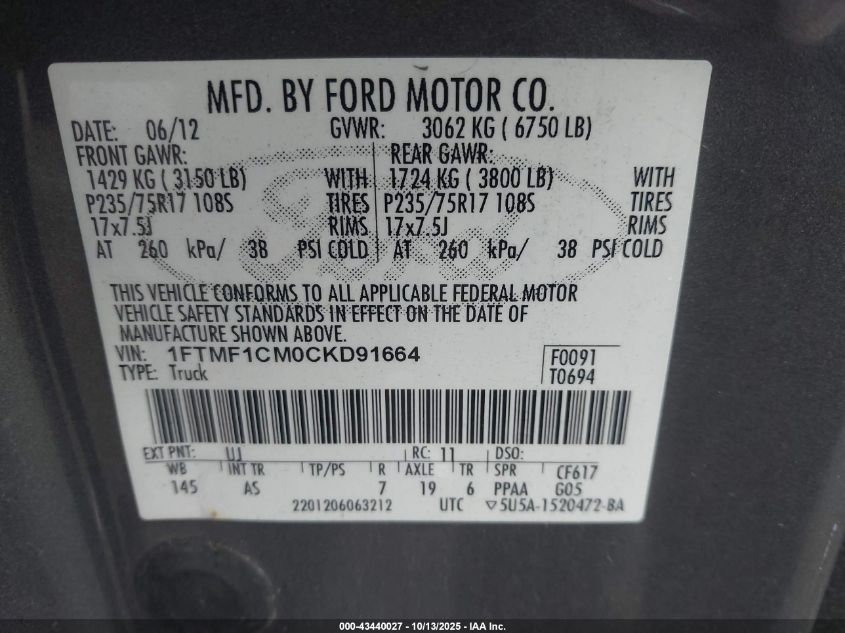 MFD. BY FORD MOTOR CO.
DATE: 06/12 GVWR: 3062 KG ( 6750 LB)
FRONT GAWR: REAR GAWR:
1429 KG ( 3150 LB) WITH 1724 KG ( 3800 LB) WITH
P235/75R17 108S TIRES P235/75R17 108S TIRES
17x7.5J RIMS 17x7.5J RIMS
AT 260 kPa/ 38 PSI COLD AT 260 kPa/ 38 PSI COLD
THIS VEHICLE CONFORMS TO ALL APPLICABLE FEDERAL MOTOR
VEHICLE SAFETY STANDARDS IN EFFECT ON THE DATE OF
MANUFACTURE SHOWN ABOVE.
VIN: 1FTMF1CM0CKD91664 F0091
TYPE: Truck T0694
EXT PNT: UJ RC: 11 DSO:
WB INT TR TP/PS R AXLE TR SPR CF617
145 AS 7 19 6 PPAA G05
2201206063212 UTC ▽5U5A-1520472-BA
000-43440027 - 10/13/2025 - IAA Inc.